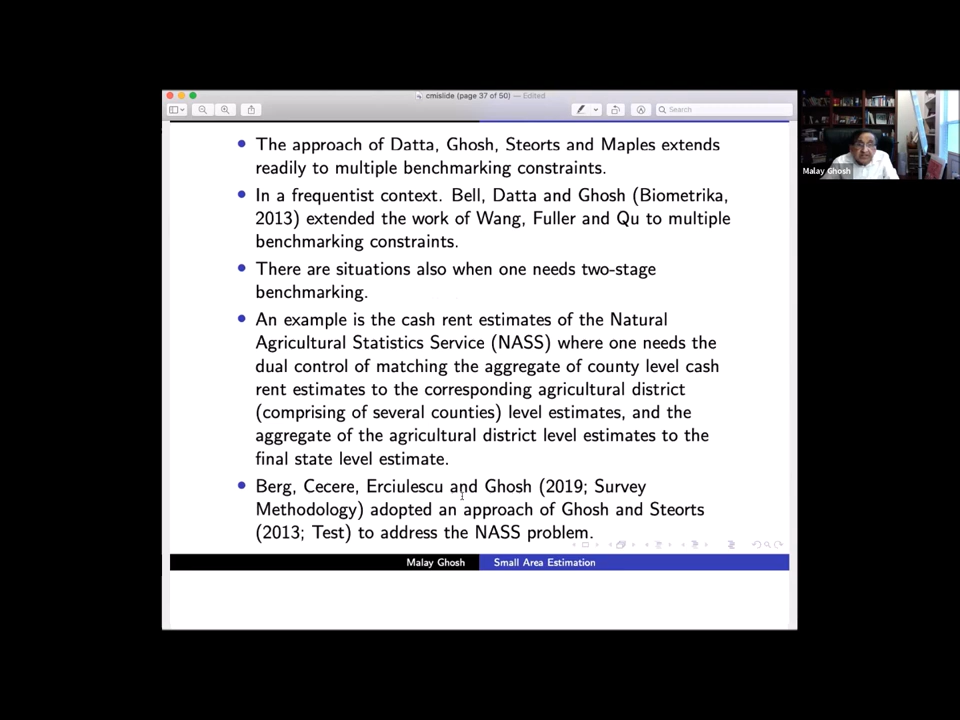 cmislide (page 37 of 50) — Edited
Search
The approach of Datta, Ghosh, Steorts and Maples extends
readily to multiple benchmarking constraints.
In a frequentist context. Bell, Datta and Ghosh (Biometrika,
2013) extended the work of Wang, Fuller and Qu to multiple
benchmarking constraints.
There are situations also when one needs two-stage
benchmarking.
An example is the cash rent estimates of the Natural
Agricultural Statistics Service (NASS) where one needs the
dual control of matching the aggregate of county level cash
rent estimates to the corresponding agricultural district
(comprising of several counties) level estimates, and the
aggregate of the agricultural district level estimates to the
final state level estimate.
Berg, Cecere, Erciulescu and Ghosh (2019; Survey
Methodology) adopted an approach of Ghosh and Steorts
(2013; Test) to address the NASS problem.
Malay Ghosh Small Area Estimation
Malay Ghosh